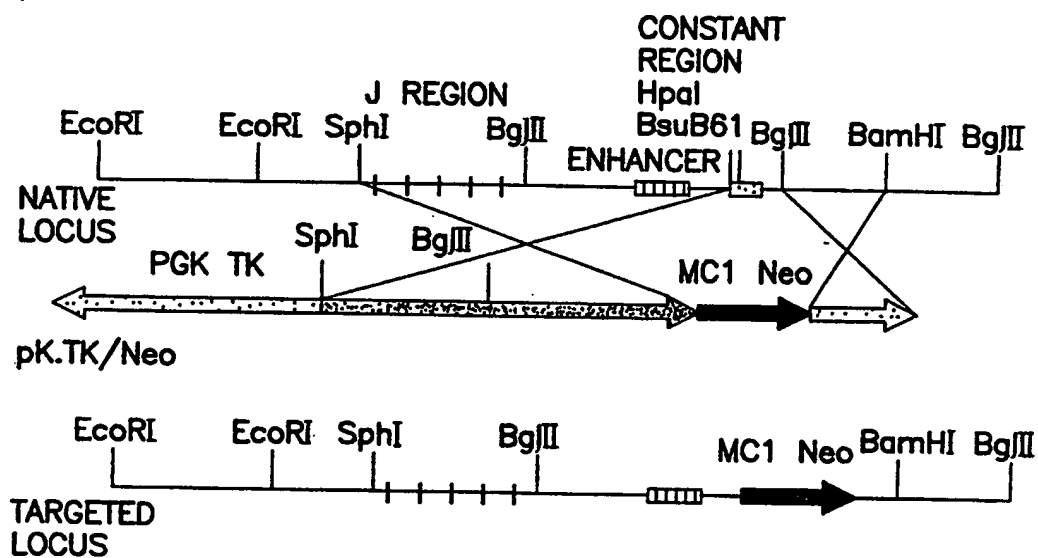 CONSTANT
REGION
HpaI
BsuB61
J REGION
EcoRI EcoRI SphI BglII BglII BamHI BglII
ENHANCER
NATIVE
LOCUS
SphI BglII
PGK TK
MC1 Neo
pK.TK/Neo
EcoRI EcoRI SphI BglII MC1 Neo BamHI BglII
TARGETED
LOCUS